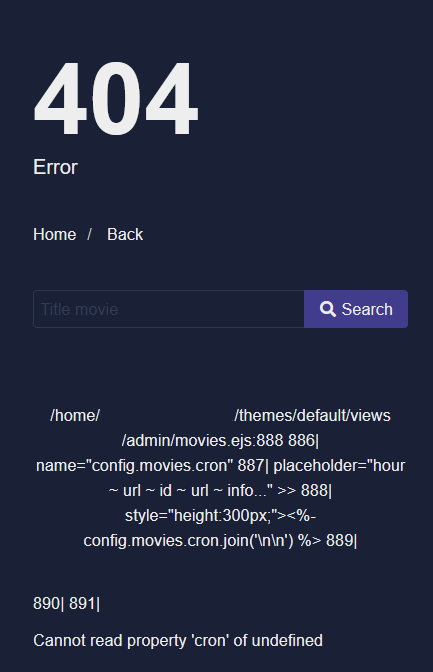 404
Error
Home / Back
Title movie
Search
/home/ /themes/default/views
/admin/movies.ejs:888 886|
name="config.movies.cron" 887| placeholder="hour
~ url ~ id ~ url ~ info..." >> 888|
style="height:300px;"><%-
config.movies.cron.join('\n\n') %> 889|
890| 891|
Cannot read property 'cron' of undefined